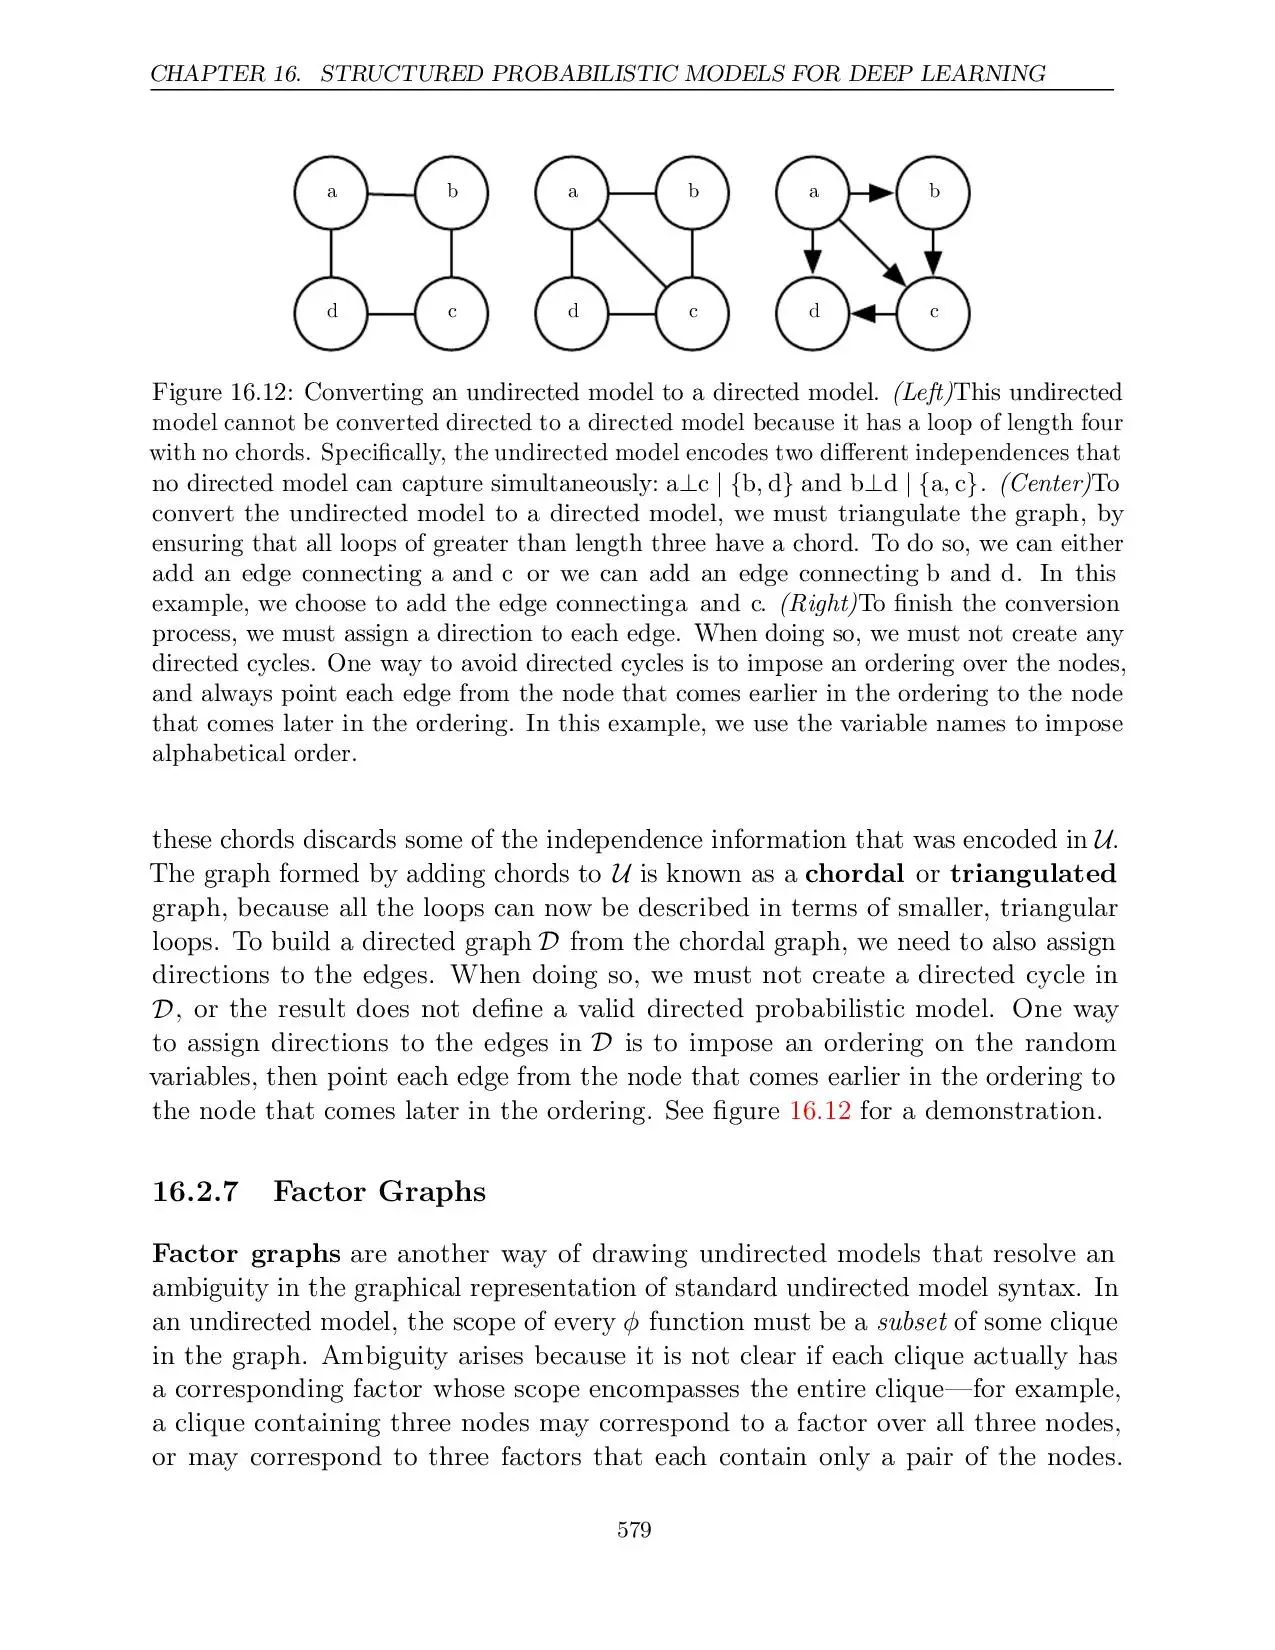 CHAPTER 16. STRUCTURED PROBABILISTIC MODELS FOR DEEP LEARNING
a b a b a b
d c d c d c
Figure 16.12: Converting an undirected model to a directed model. (Left)This undirected
model cannot be converted directed to a directed model because it has a loop of length four
with no chords. Specifically, the undirected model encodes two different independences that
no directed model can capture simultaneously: a⊥c | {b, d} and b⊥d | {a, c}. (Center)To
convert the undirected model to a directed model, we must triangulate the graph, by
ensuring that all loops of greater than length three have a chord. To do so, we can either
add an edge connecting a and c or we can add an edge connecting b and d. In this
example, we choose to add the edge connectinga and c. (Right)To finish the conversion
process, we must assign a direction to each edge. When doing so, we must not create any
directed cycles. One way to avoid directed cycles is to impose an ordering over the nodes,
and always point each edge from the node that comes earlier in the ordering to the node
that comes later in the ordering. In this example, we use the variable names to impose
alphabetical order.
these chords discards some of the independence information that was encoded in 𝒰.
The graph formed by adding chords to 𝒰 is known as a chordal or triangulated
graph, because all the loops can now be described in terms of smaller, triangular
loops. To build a directed graph 𝒟 from the chordal graph, we need to also assign
directions to the edges. When doing so, we must not create a directed cycle in
𝒟, or the result does not define a valid directed probabilistic model. One way
to assign directions to the edges in 𝒟 is to impose an ordering on the random
variables, then point each edge from the node that comes earlier in the ordering to
the node that comes later in the ordering. See figure 16.12 for a demonstration.
16.2.7 Factor Graphs
Factor graphs are another way of drawing undirected models that resolve an
ambiguity in the graphical representation of standard undirected model syntax. In
an undirected model, the scope of every ϕ function must be a subset of some clique
in the graph. Ambiguity arises because it is not clear if each clique actually has
a corresponding factor whose scope encompasses the entire clique—for example,
a clique containing three nodes may correspond to a factor over all three nodes,
or may correspond to three factors that each contain only a pair of the nodes.
579